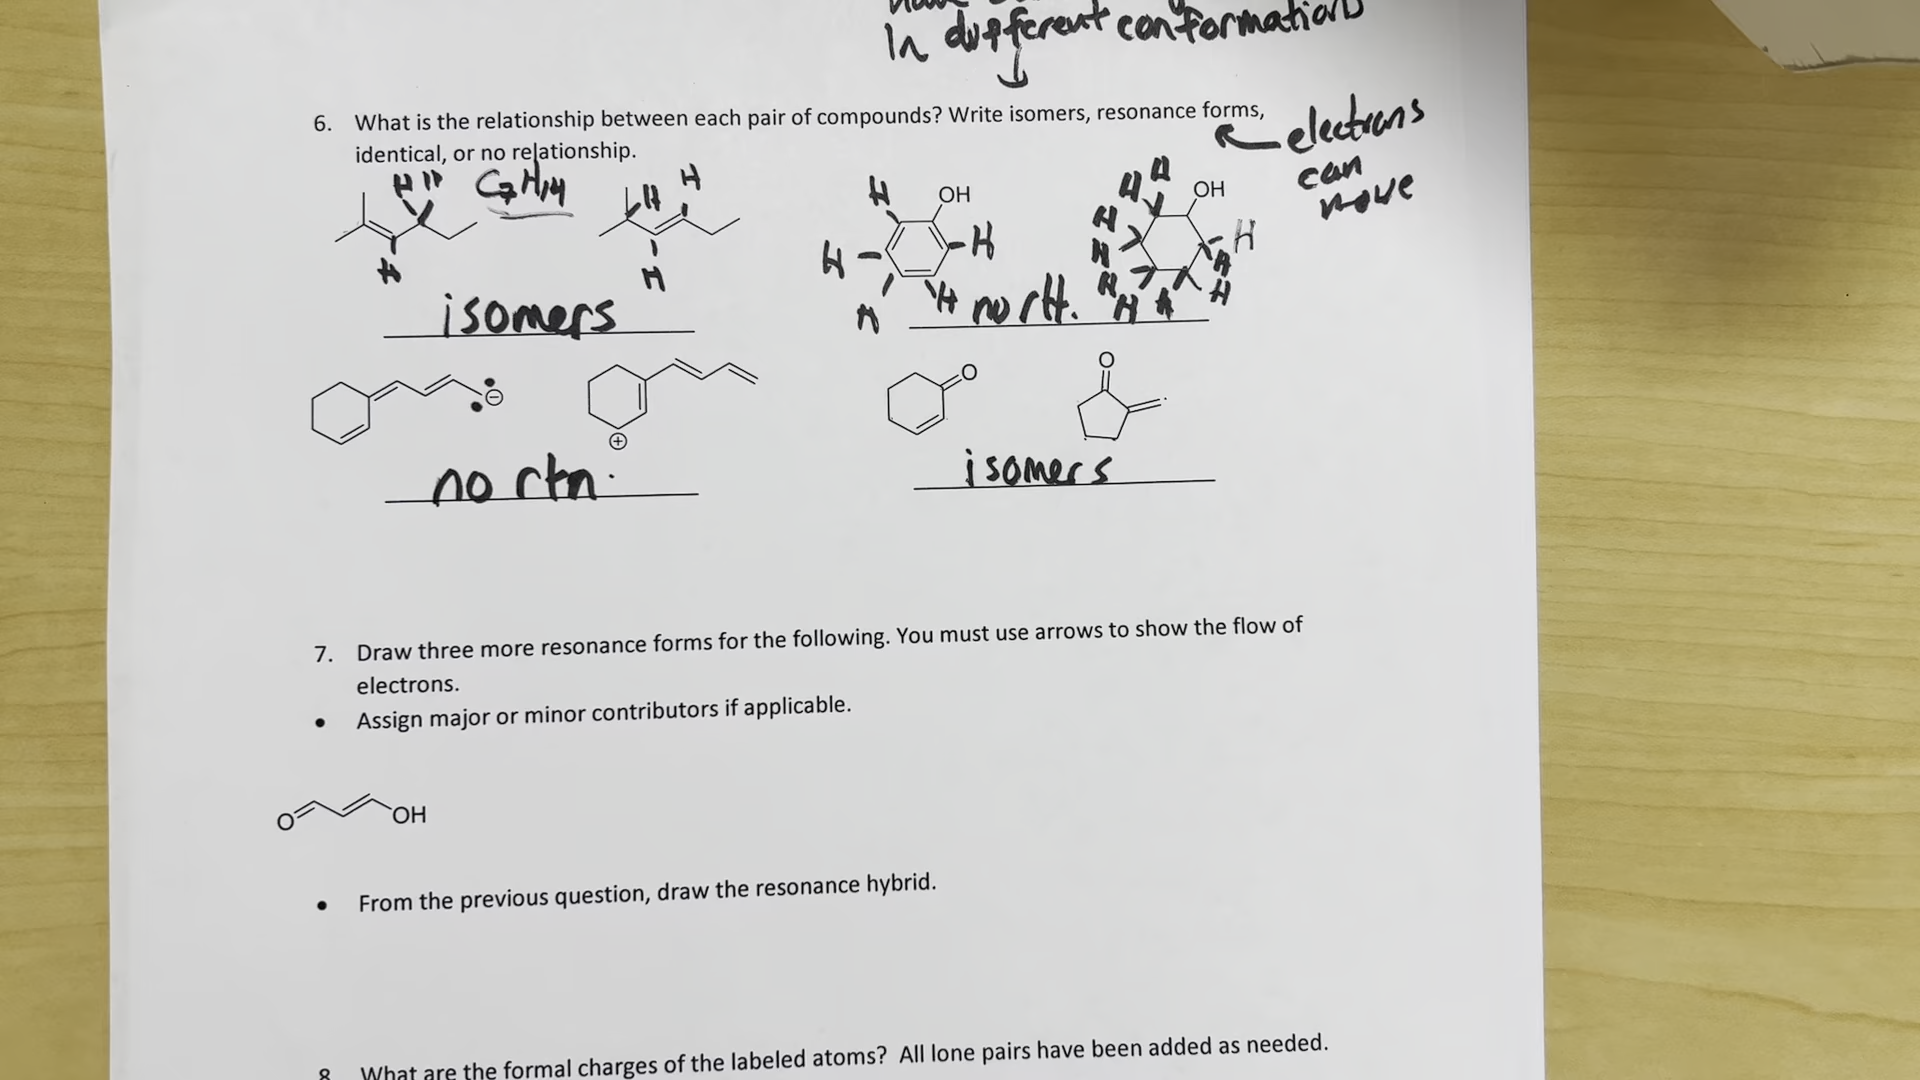 In different conformations
6. What is the relationship between each pair of compounds? Write isomers, resonance forms,
identical, or no relationship.
electrons
can
move
H H C7H14 H H
H
H
H OH H
H H
H H
H H OH
H H
H H
H H
H H
isomers
no rtl.
O O
⊖ ⊕
no rtn.
isomers
7. Draw three more resonance forms for the following. You must use arrows to show the flow of
electrons.
• Assign major or minor contributors if applicable.
O OH
• From the previous question, draw the resonance hybrid.
8. What are the formal charges of the labeled atoms? All lone pairs have been added as needed.